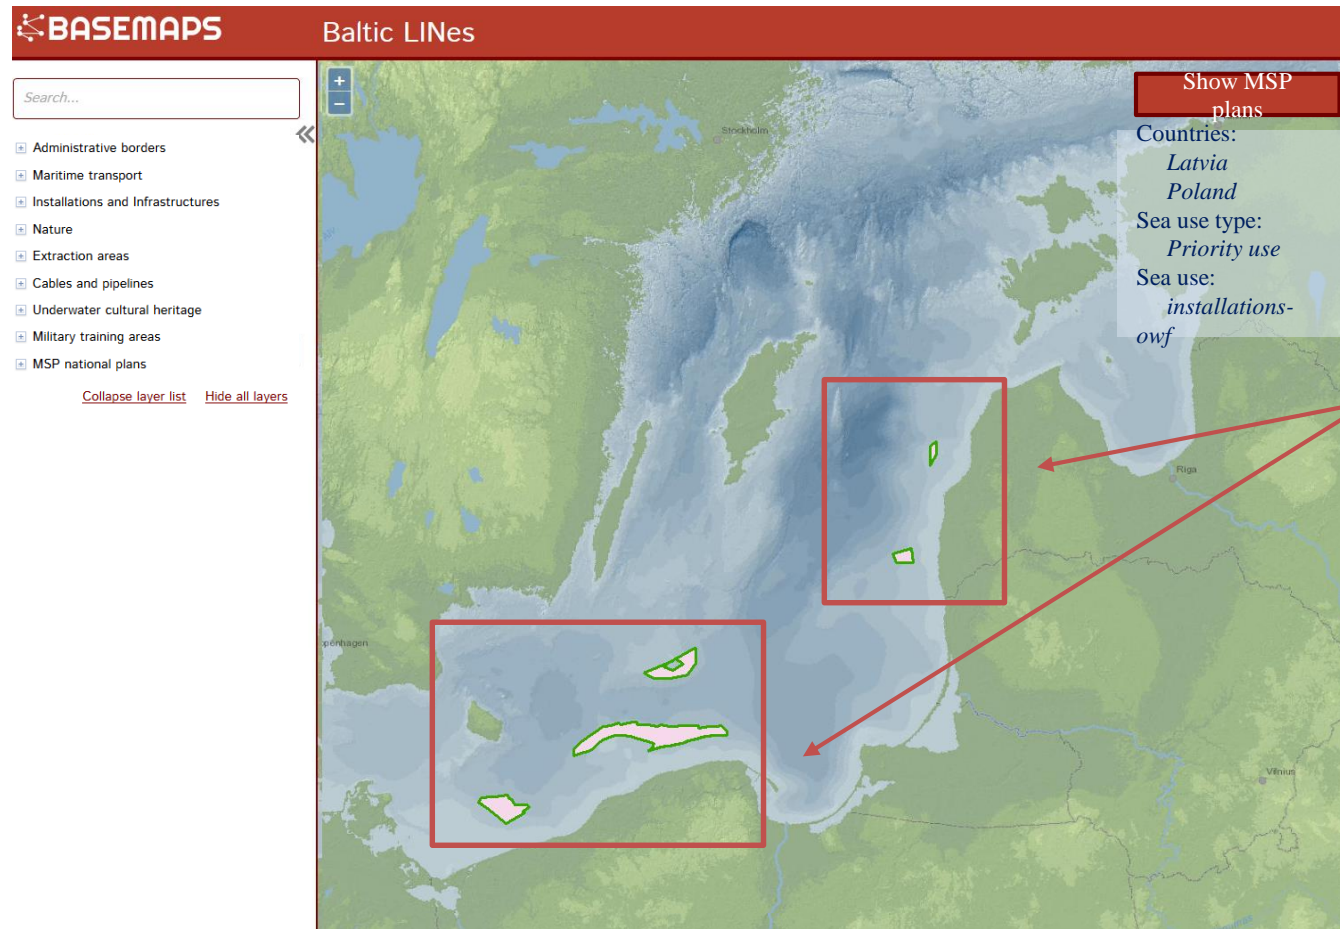 BASEMAPS
Baltic LINes
Search...
Administrative borders
Maritime transport
Installations and Infrastructures
Nature
Extraction areas
Cables and pipelines
Underwater cultural heritage
Military training areas
MSP national plans
Collapse layer list Hide all layers
+
−
Show MSP
plans
Countries:
Latvia
Poland
Sea use type:
Priority use
Sea use:
installations-
owf
Stockholm
Riga
penhagen
Vilnius